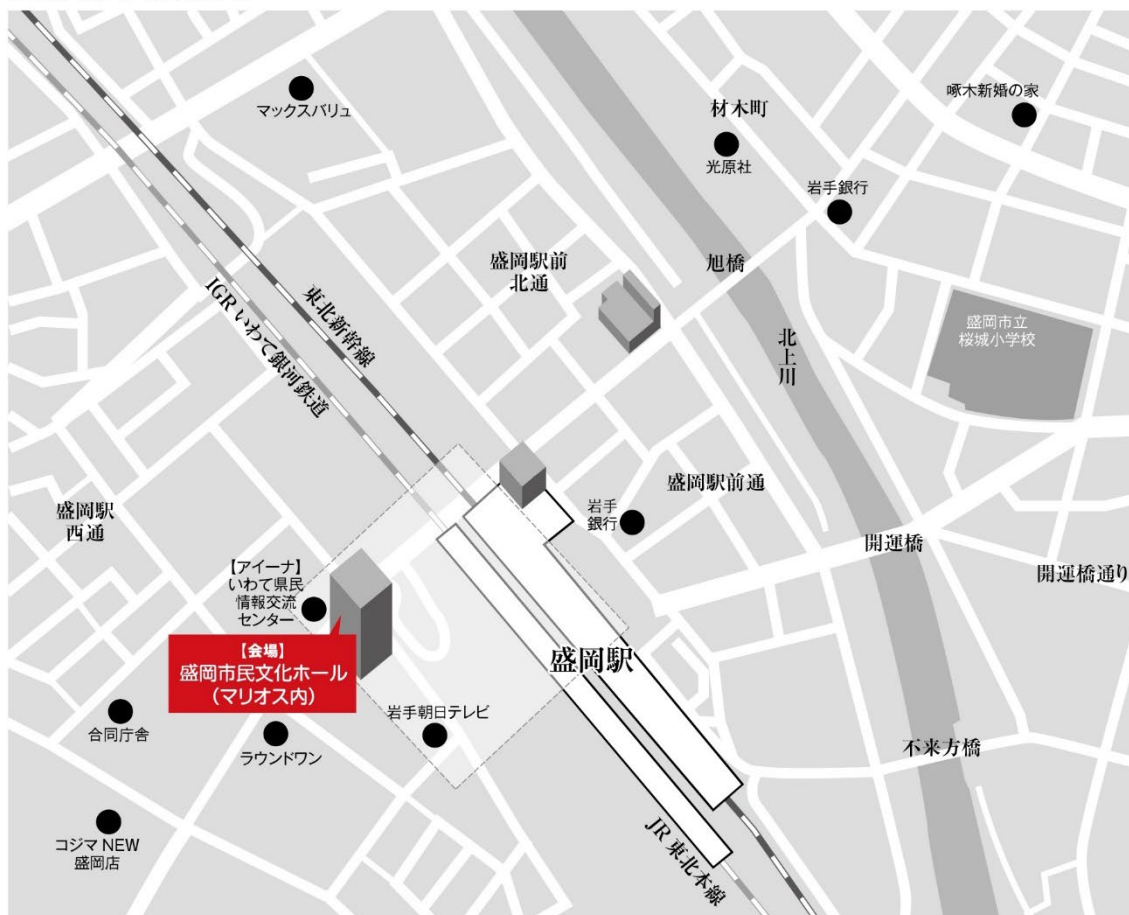 マックスバリュ
材木町
啄木新婚の家
光原社
岩手銀行
盛岡駅前
北通
旭橋
東北新幹線
IGR いわて銀河鉄道
北上川
盛岡市立
桜城小学校
盛岡駅
西通
岩手
銀行
盛岡駅前通
開運橋
開運橋通り
【アイーナ】
いわて県民
情報交流
センター
【会場】
盛岡市民文化ホール
(マリオス内)
盛岡駅
合同庁舎
ラウンドワン
岩手朝日テレビ
不来方橋
コジマ NEW
盛岡店
JR 東北本線